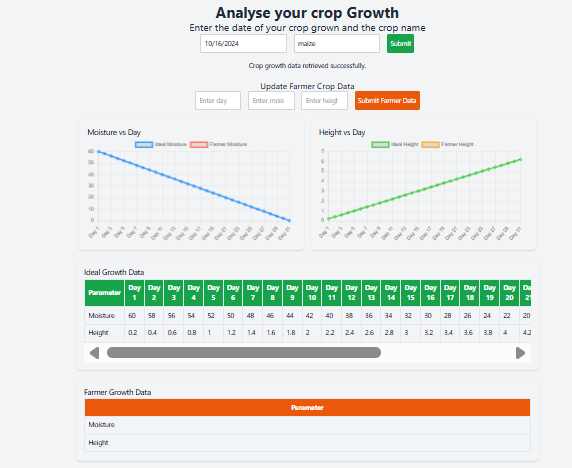 Analyse your crop Growth
Enter the date of your crop grown and the crop name
10/16/2024 maize Submit
Crop growth data retrieved successfully.
Update Farmer Crop Data
Enter day Enter mois Enter heigh Submit Farmer Data
Moisture vs Day
Ideal Moisture Farmer Moisture
60
50
40
30
20
10
0
Day 1 Day 3 Day 5 Day 7 Day 9 Day 11 Day 13 Day 15 Day 17 Day 19 Day 21 Day 23 Day 25 Day 27 Day 29 Day 31
Height vs Day
Ideal Height Farmer Height
7
6
5
4
3
2
1
0
Day 1 Day 3 Day 5 Day 7 Day 9 Day 11 Day 13 Day 15 Day 17 Day 19 Day 21 Day 23 Day 25 Day 27 Day 29 Day 31
Ideal Growth Data
Parameter Day 1 Day 2 Day 3 Day 4 Day 5 Day 6 Day 7 Day 8 Day 9 Day 10 Day 11 Day 12 Day 13 Day 14 Day 15 Day 16 Day 17 Day 18 Day 19 Day 20 Day 21
Moisture 60 58 56 54 52 50 48 46 44 42 40 38 36 34 32 30 28 26 24 22 20
Height 0.2 0.4 0.6 0.8 1 1.2 1.4 1.6 1.8 2 2.2 2.4 2.6 2.8 3 3.2 3.4 3.6 3.8 4 4.2
Farmer Growth Data
Parameter
Moisture
Height